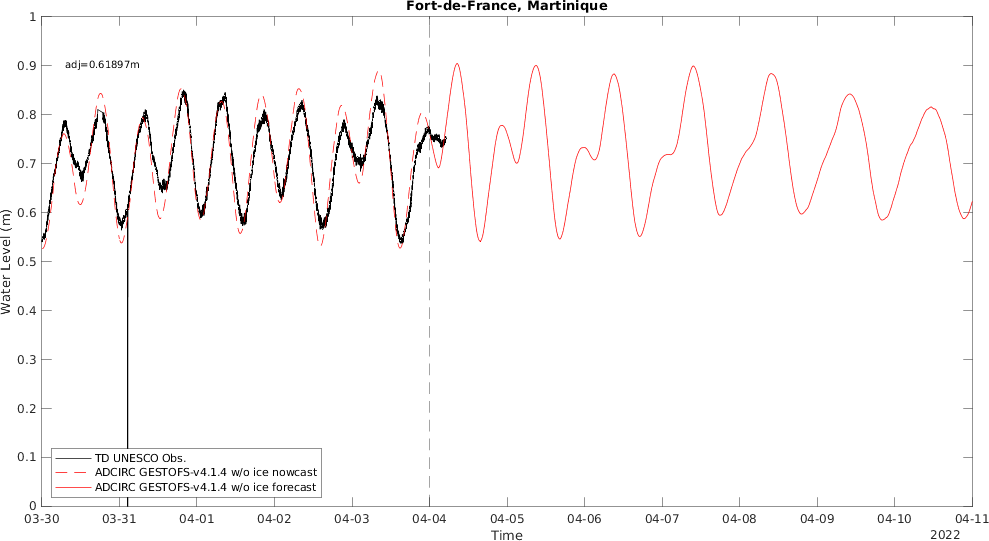 Fort-de-France, Martinique
1
adj=0.61897m
0.9
0.8
0.7
0.6
0.5
0.4
0.3
0.2
0.1
0
Water Level (m)
TD UNESCO Obs.
ADCIRC GESTOFS-v4.1.4 w/o ice nowcast
ADCIRC GESTOFS-v4.1.4 w/o ice forecast
03-30 03-31 04-01 04-02 04-03 04-04 04-05 04-06 04-07 04-08 04-09 04-10 04-11
Time
2022